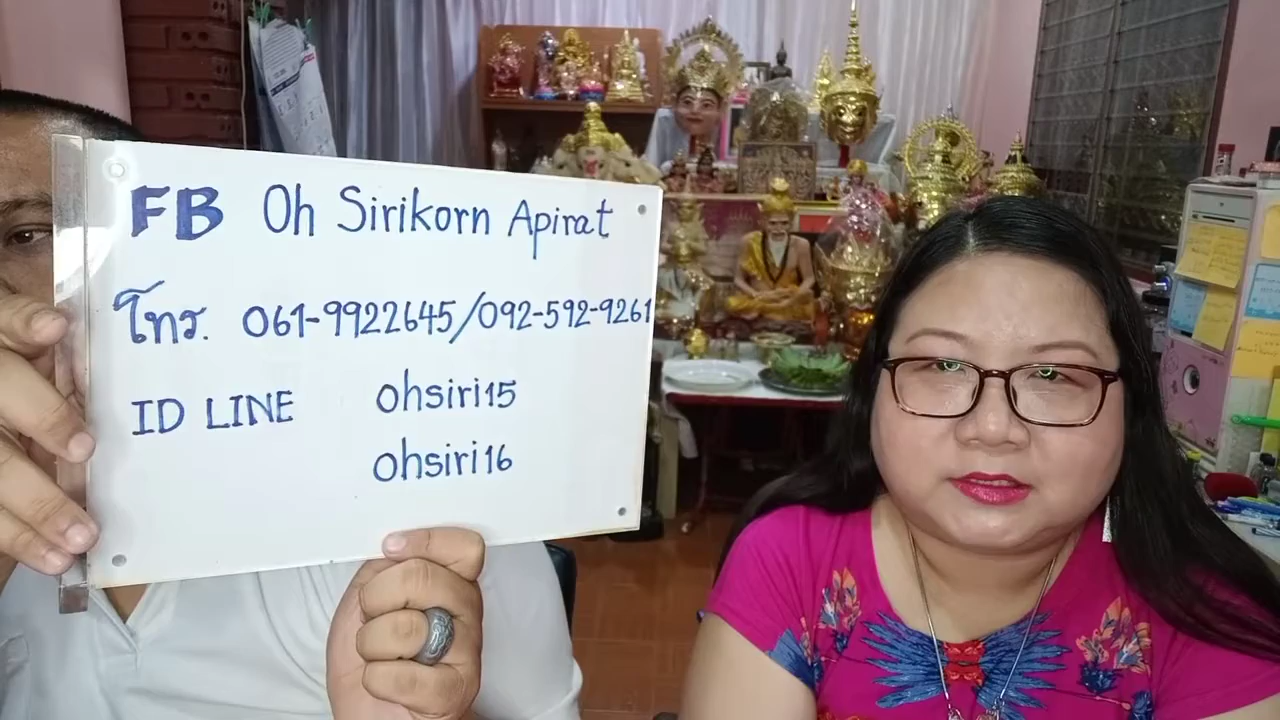 FB Oh Sirikorn Apirat
โทร. 061-9922645/092-592-9261
ID LINE ohsiri15
ohsiri16